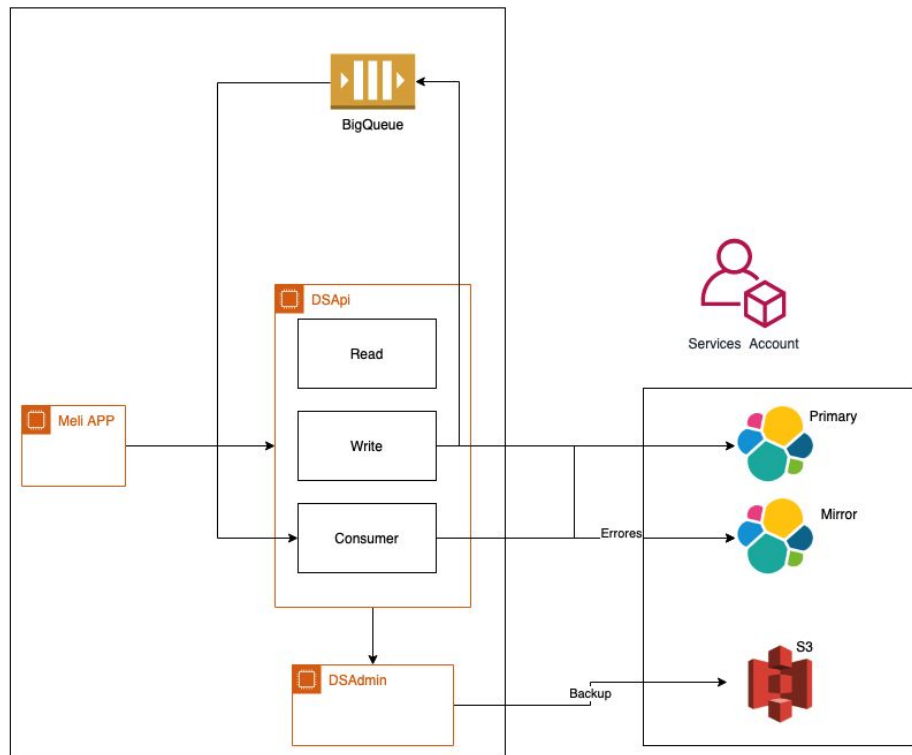 BigQueue
DSApi
Read
Services Account
Meli APP
Write
Primary
Consumer
Errores
Mirror
DSAdmin
Backup
S3